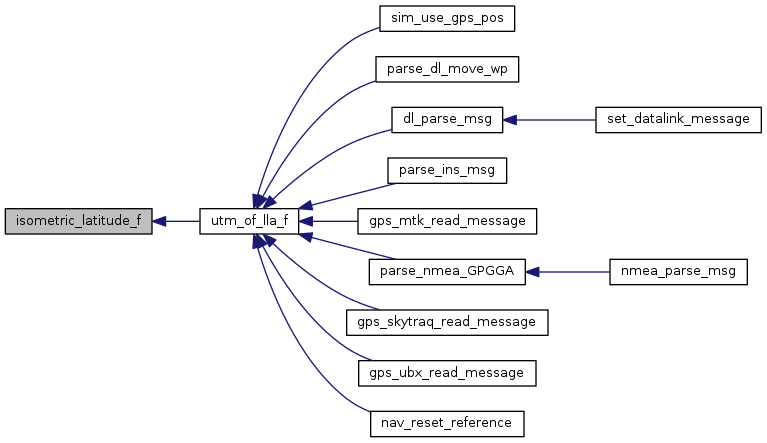 sim_use_gps_pos
parse_dl_move_wp
dl_parse_msg
set_datalink_message
parse_ins_msg
isometric_latitude_f
utm_of_lla_f
gps_mtk_read_message
parse_nmea_GPGGA
nmea_parse_msg
gps_skytraq_read_message
gps_ubx_read_message
nav_reset_reference